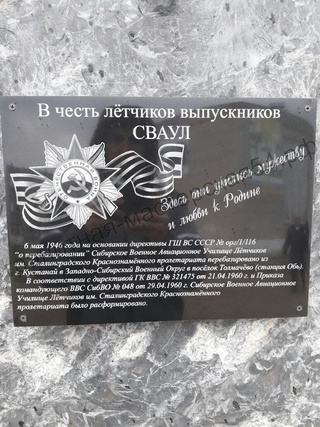 В честь лётчиков выпускников
СВАУЛ
Здесь они учились мужеству
и любви к Родине
6 мая 1946 года на основании директивы ГШ ВС СССР № орг/1/116
"о перебазировании" Сибирское Военное Авиационное Училище Лётчиков
им. Сталинградского Краснознамённого пролетариата перебазировано из
г. Кустанай в Западно-Сибирский Военный Округ в посёлок Толмачёво (станция Обь).
В соответствии с директивой ГК ВВС № 321475 от 21.04.1960 г. и Приказа
командующего ВВС СибВО № 048 от 29.04.1960 г. Сибирское Военное Авиационное
Училище Лётчиков им. Сталинградского Краснознамённого
пролетариата было расформировано.